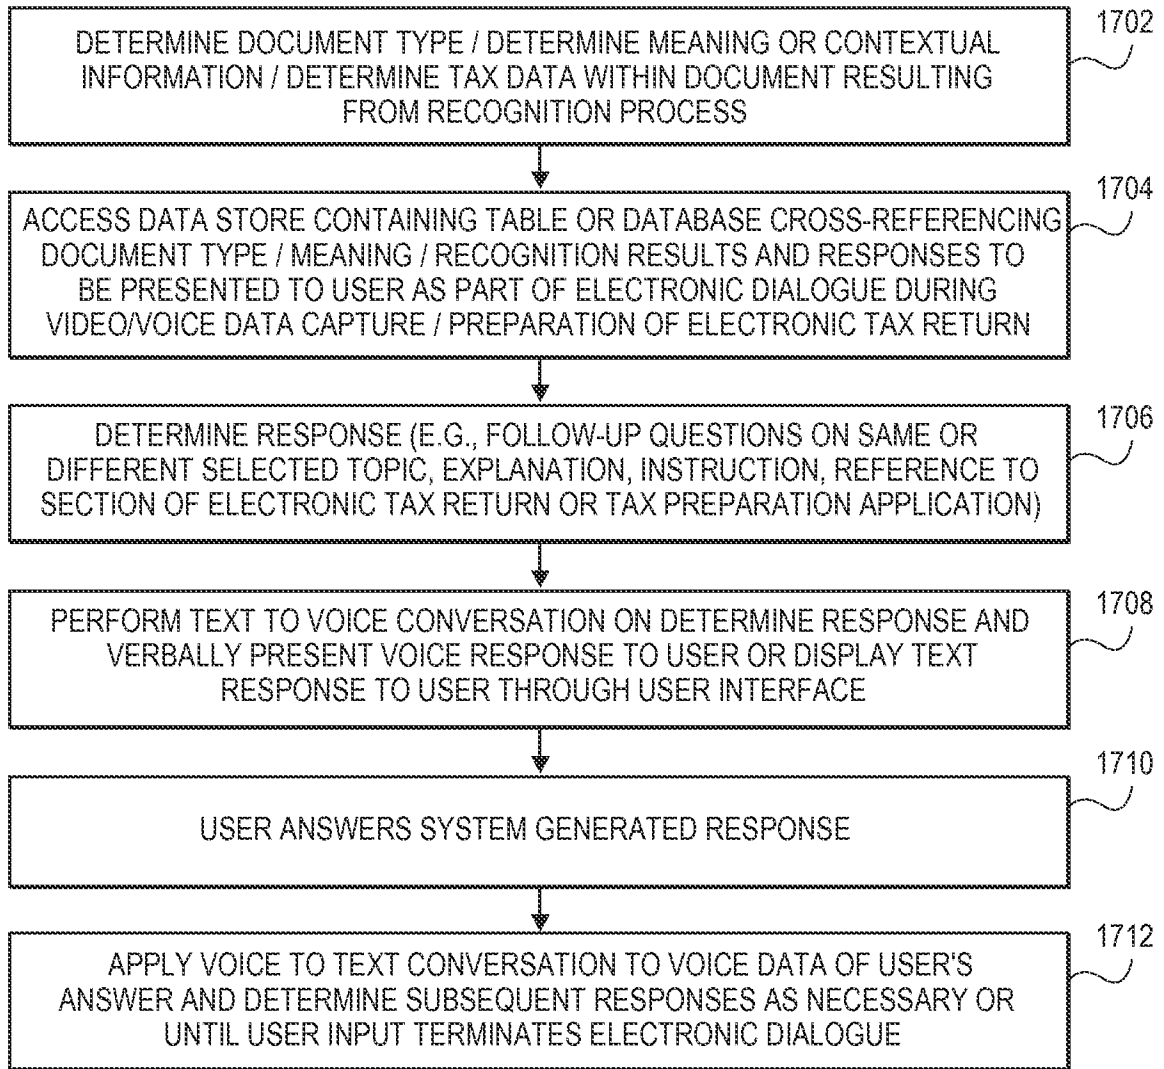 1702
DETERMINE DOCUMENT TYPE / DETERMINE MEANING OR CONTEXTUAL
INFORMATION / DETERMINE TAX DATA WITHIN DOCUMENT RESULTING
FROM RECOGNITION PROCESS
1704
ACCESS DATA STORE CONTAINING TABLE OR DATABASE CROSS-REFERENCING
DOCUMENT TYPE / MEANING / RECOGNITION RESULTS AND RESPONSES TO
BE PRESENTED TO USER AS PART OF ELECTRONIC DIALOGUE DURING
VIDEO/VOICE DATA CAPTURE / PREPARATION OF ELECTRONIC TAX RETURN
1706
DETERMINE RESPONSE (E.G., FOLLOW-UP QUESTIONS ON SAME OR
DIFFERENT SELECTED TOPIC, EXPLANATION, INSTRUCTION, REFERENCE TO
SECTION OF ELECTRONIC TAX RETURN OR TAX PREPARATION APPLICATION)
1708
PERFORM TEXT TO VOICE CONVERSATION ON DETERMINE RESPONSE AND
VERBALLY PRESENT VOICE RESPONSE TO USER OR DISPLAY TEXT
RESPONSE TO USER THROUGH USER INTERFACE
1710
USER ANSWERS SYSTEM GENERATED RESPONSE
1712
APPLY VOICE TO TEXT CONVERSATION TO VOICE DATA OF USER'S
ANSWER AND DETERMINE SUBSEQUENT RESPONSES AS NECESSARY OR
UNTIL USER INPUT TERMINATES ELECTRONIC DIALOGUE